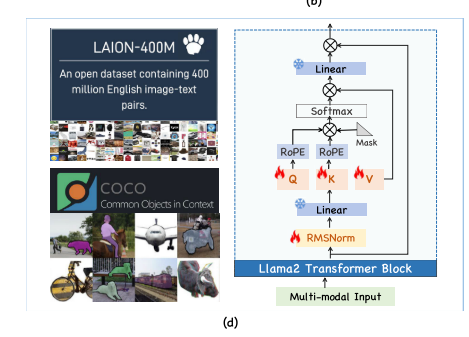 (b)
LAION-400M
An open dataset containing 400
million English image-text
pairs.
COCO
Common Objects in Context
Linear
Softmax
Mask
RoPE RoPE
Q K V
Linear
RMSNorm
Llama2 Transformer Block
Multi-modal Input
(d)